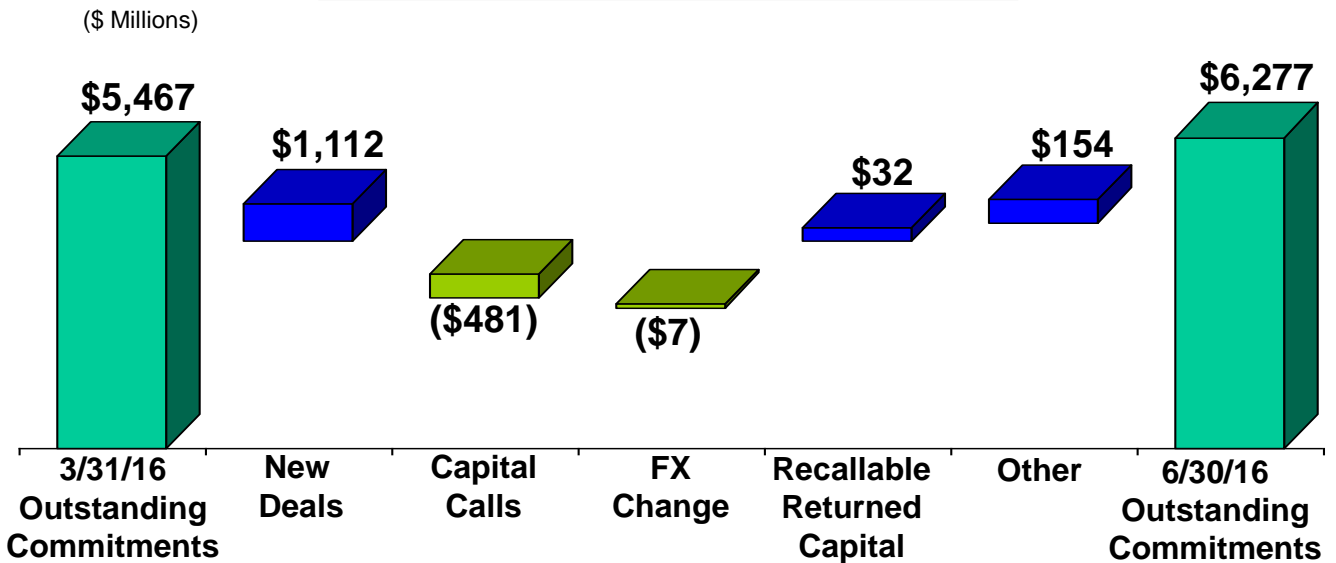 ($ Millions)
$5,467
$1,112
($481)
($7)
$32
$154
$6,277
3/31/16
Outstanding
Commitments
New
Deals
Capital
Calls
FX
Change
Recallable
Returned
Capital
Other
6/30/16
Outstanding
Commitments